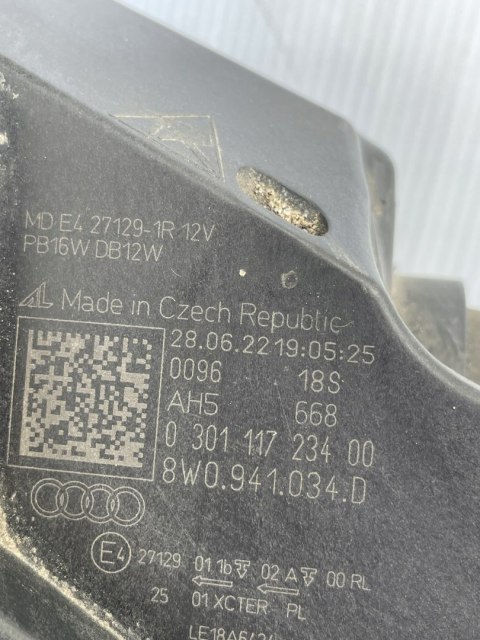 MD E4 27129-1R 12V
PB16W DB12W
AL Made in Czech Republic
28.06.22 19:05:25
0096 18S
AH5 668
0 301 117 234 00
8W0.941.034.D
E4 27129 01 1b 02 A 00 RL
25 01 XCTER PL